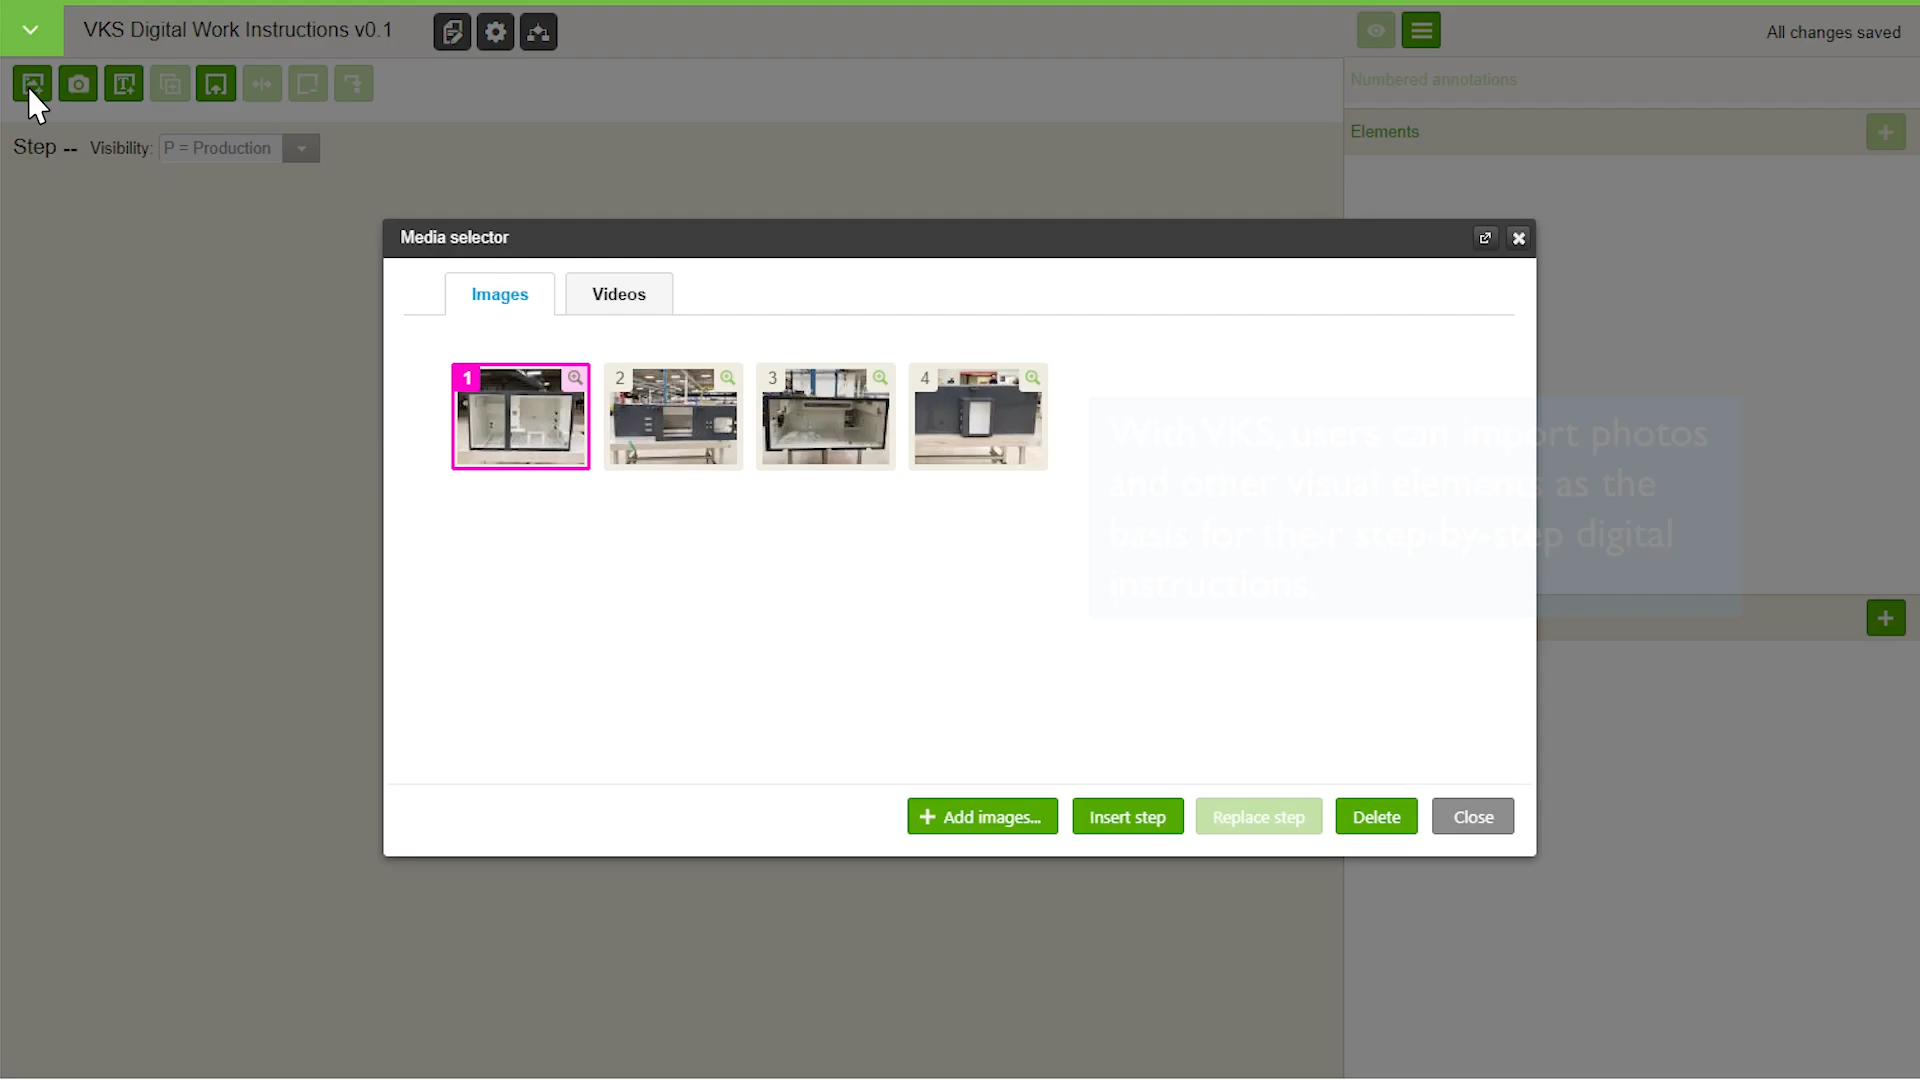 VKS Digital Work Instructions v0.1
All changes saved
Numbered annotations
Elements
Step -- Visibility: P = Production
Media selector
Images Videos
1 2 3 4
With VKS, users can import photos
and other visual elements as the
basis for their step-by-step digital
instructions.
Add images...
Insert step
Replace step
Delete
Close